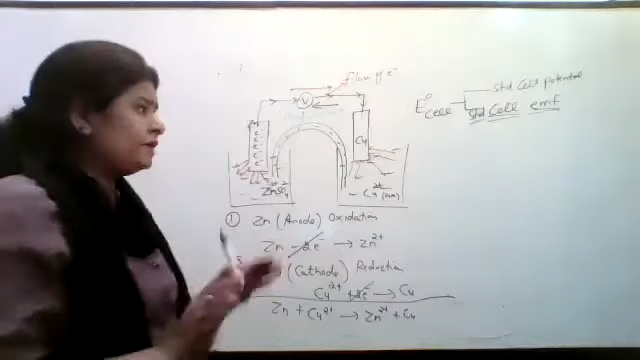 flow of e⁻
V
Zn
e⁻
e⁻
e⁻
e⁻
Cu
ZnSO₄
Cu²⁺(aq)
E°cell
std Cell potential
std Cell emf
① Zn (Anode) Oxidation
Zn - 2e⁻ → Zn²⁺
(Cathode) Reduction
Cu²⁺ + 2e⁻ → Cu
Zn + Cu²⁺ → Zn²⁺ + Cu